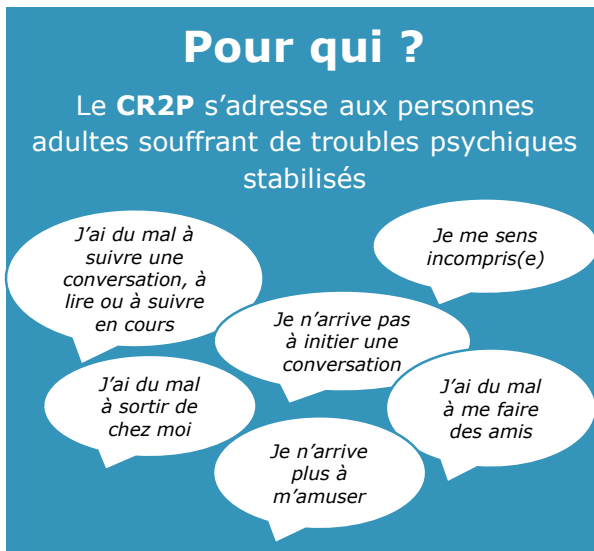 Pour qui ?
Le CR2P s’adresse aux personnes
adultes souffrant de troubles psychiques
stabilisés
J’ai du mal à
suivre une
conversation, à
lire ou à suivre
en cours
Je me sens
incompris(e)
Je n’arrive pas
à initier une
conversation
J’ai du mal
à sortir de
chez moi
J’ai du mal
à me faire
des amis
Je n’arrive
plus à
m’amuser